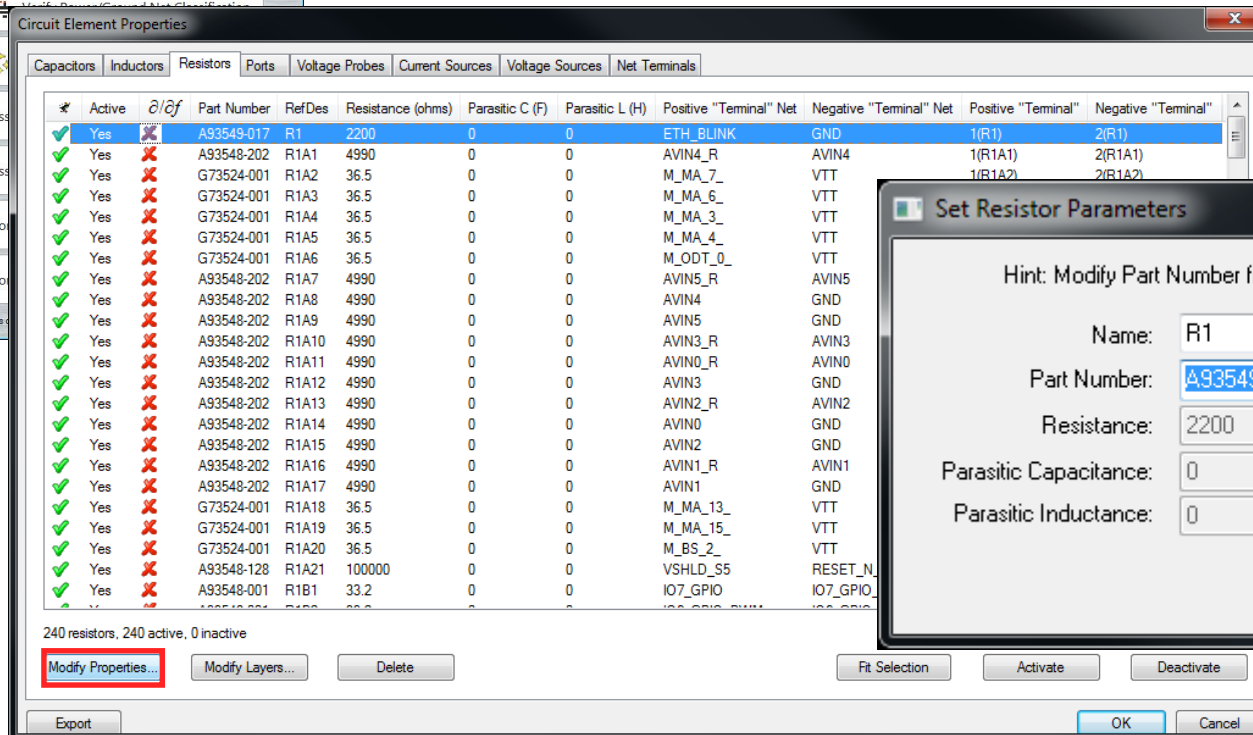 Verify Power/Ground Net Classification
Circuit Element Properties
Capacitors Inductors Resistors Ports Voltage Probes Current Sources Voltage Sources Net Terminals
Active ∂/∂f Part Number RefDes Resistance (ohms) Parasitic C (F) Parasitic L (H) Positive "Terminal" Net Negative "Terminal" Net Positive "Terminal" Negative "Terminal"
Yes A93549-017 R1 2200 0 0 ETH_BLINK GND 1(R1) 2(R1)
Yes A93548-202 R1A1 4990 0 0 AVIN4_R AVIN4 1(R1A1) 2(R1A1)
Yes G73524-001 R1A2 36.5 0 0 M_MA_7_ VTT 1(R1A2) 2(R1A2)
Yes G73524-001 R1A3 36.5 0 0 M_MA_6_ VTT
Yes G73524-001 R1A4 36.5 0 0 M_MA_3_ VTT
Yes G73524-001 R1A5 36.5 0 0 M_MA_4_ VTT
Yes G73524-001 R1A6 36.5 0 0 M_ODT_0_ VTT
Yes A93548-202 R1A7 4990 0 0 AVIN5_R AVIN5
Yes A93548-202 R1A8 4990 0 0 AVIN4 GND
Yes A93548-202 R1A9 4990 0 0 AVIN5 GND
Yes A93548-202 R1A10 4990 0 0 AVIN3_R AVIN3
Yes A93548-202 R1A11 4990 0 0 AVIN0_R AVIN0
Yes A93548-202 R1A12 4990 0 0 AVIN3 GND
Yes A93548-202 R1A13 4990 0 0 AVIN2_R AVIN2
Yes A93548-202 R1A14 4990 0 0 AVIN0 GND
Yes A93548-202 R1A15 4990 0 0 AVIN2 GND
Yes A93548-202 R1A16 4990 0 0 AVIN1_R AVIN1
Yes A93548-202 R1A17 4990 0 0 AVIN1 GND
Yes G73524-001 R1A18 36.5 0 0 M_MA_13_ VTT
Yes G73524-001 R1A19 36.5 0 0 M_MA_15_ VTT
Yes G73524-001 R1A20 36.5 0 0 M_BS_2_ VTT
Yes A93548-128 R1A21 100000 0 0 VSHLD_S5 RESET_N_
Yes A93548-001 R1B1 33.2 0 0 IO7_GPIO IO7_GPIO_
240 resistors, 240 active, 0 inactive
Modify Properties... Modify Layers... Delete Fit Selection Activate Deactivate
Export OK Cancel
Set Resistor Parameters
Hint: Modify Part Number f
Name: R1
Part Number: A93549
Resistance: 2200
Parasitic Capacitance: 0
Parasitic Inductance: 0